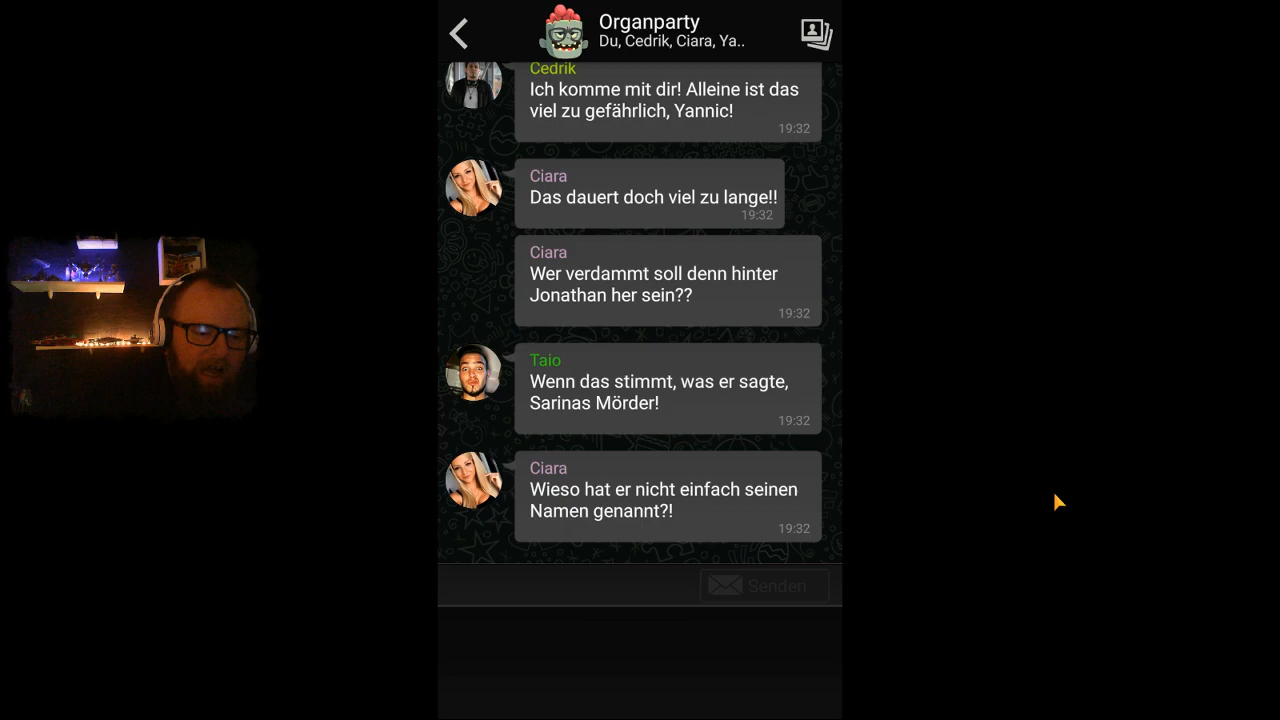 Organparty
Du, Cedrik, Ciara, Ya..
Cedrik
Ich komme mit dir! Alleine ist das
viel zu gefährlich, Yannic!
19:32
Ciara
Das dauert doch viel zu lange!!
19:32
Ciara
Wer verdammt soll denn hinter
Jonathan her sein??
19:32
Taio
Wenn das stimmt, was er sagte,
Sarinas Mörder!
19:32
Ciara
Wieso hat er nicht einfach seinen
Namen genannt?!
19:32
Senden